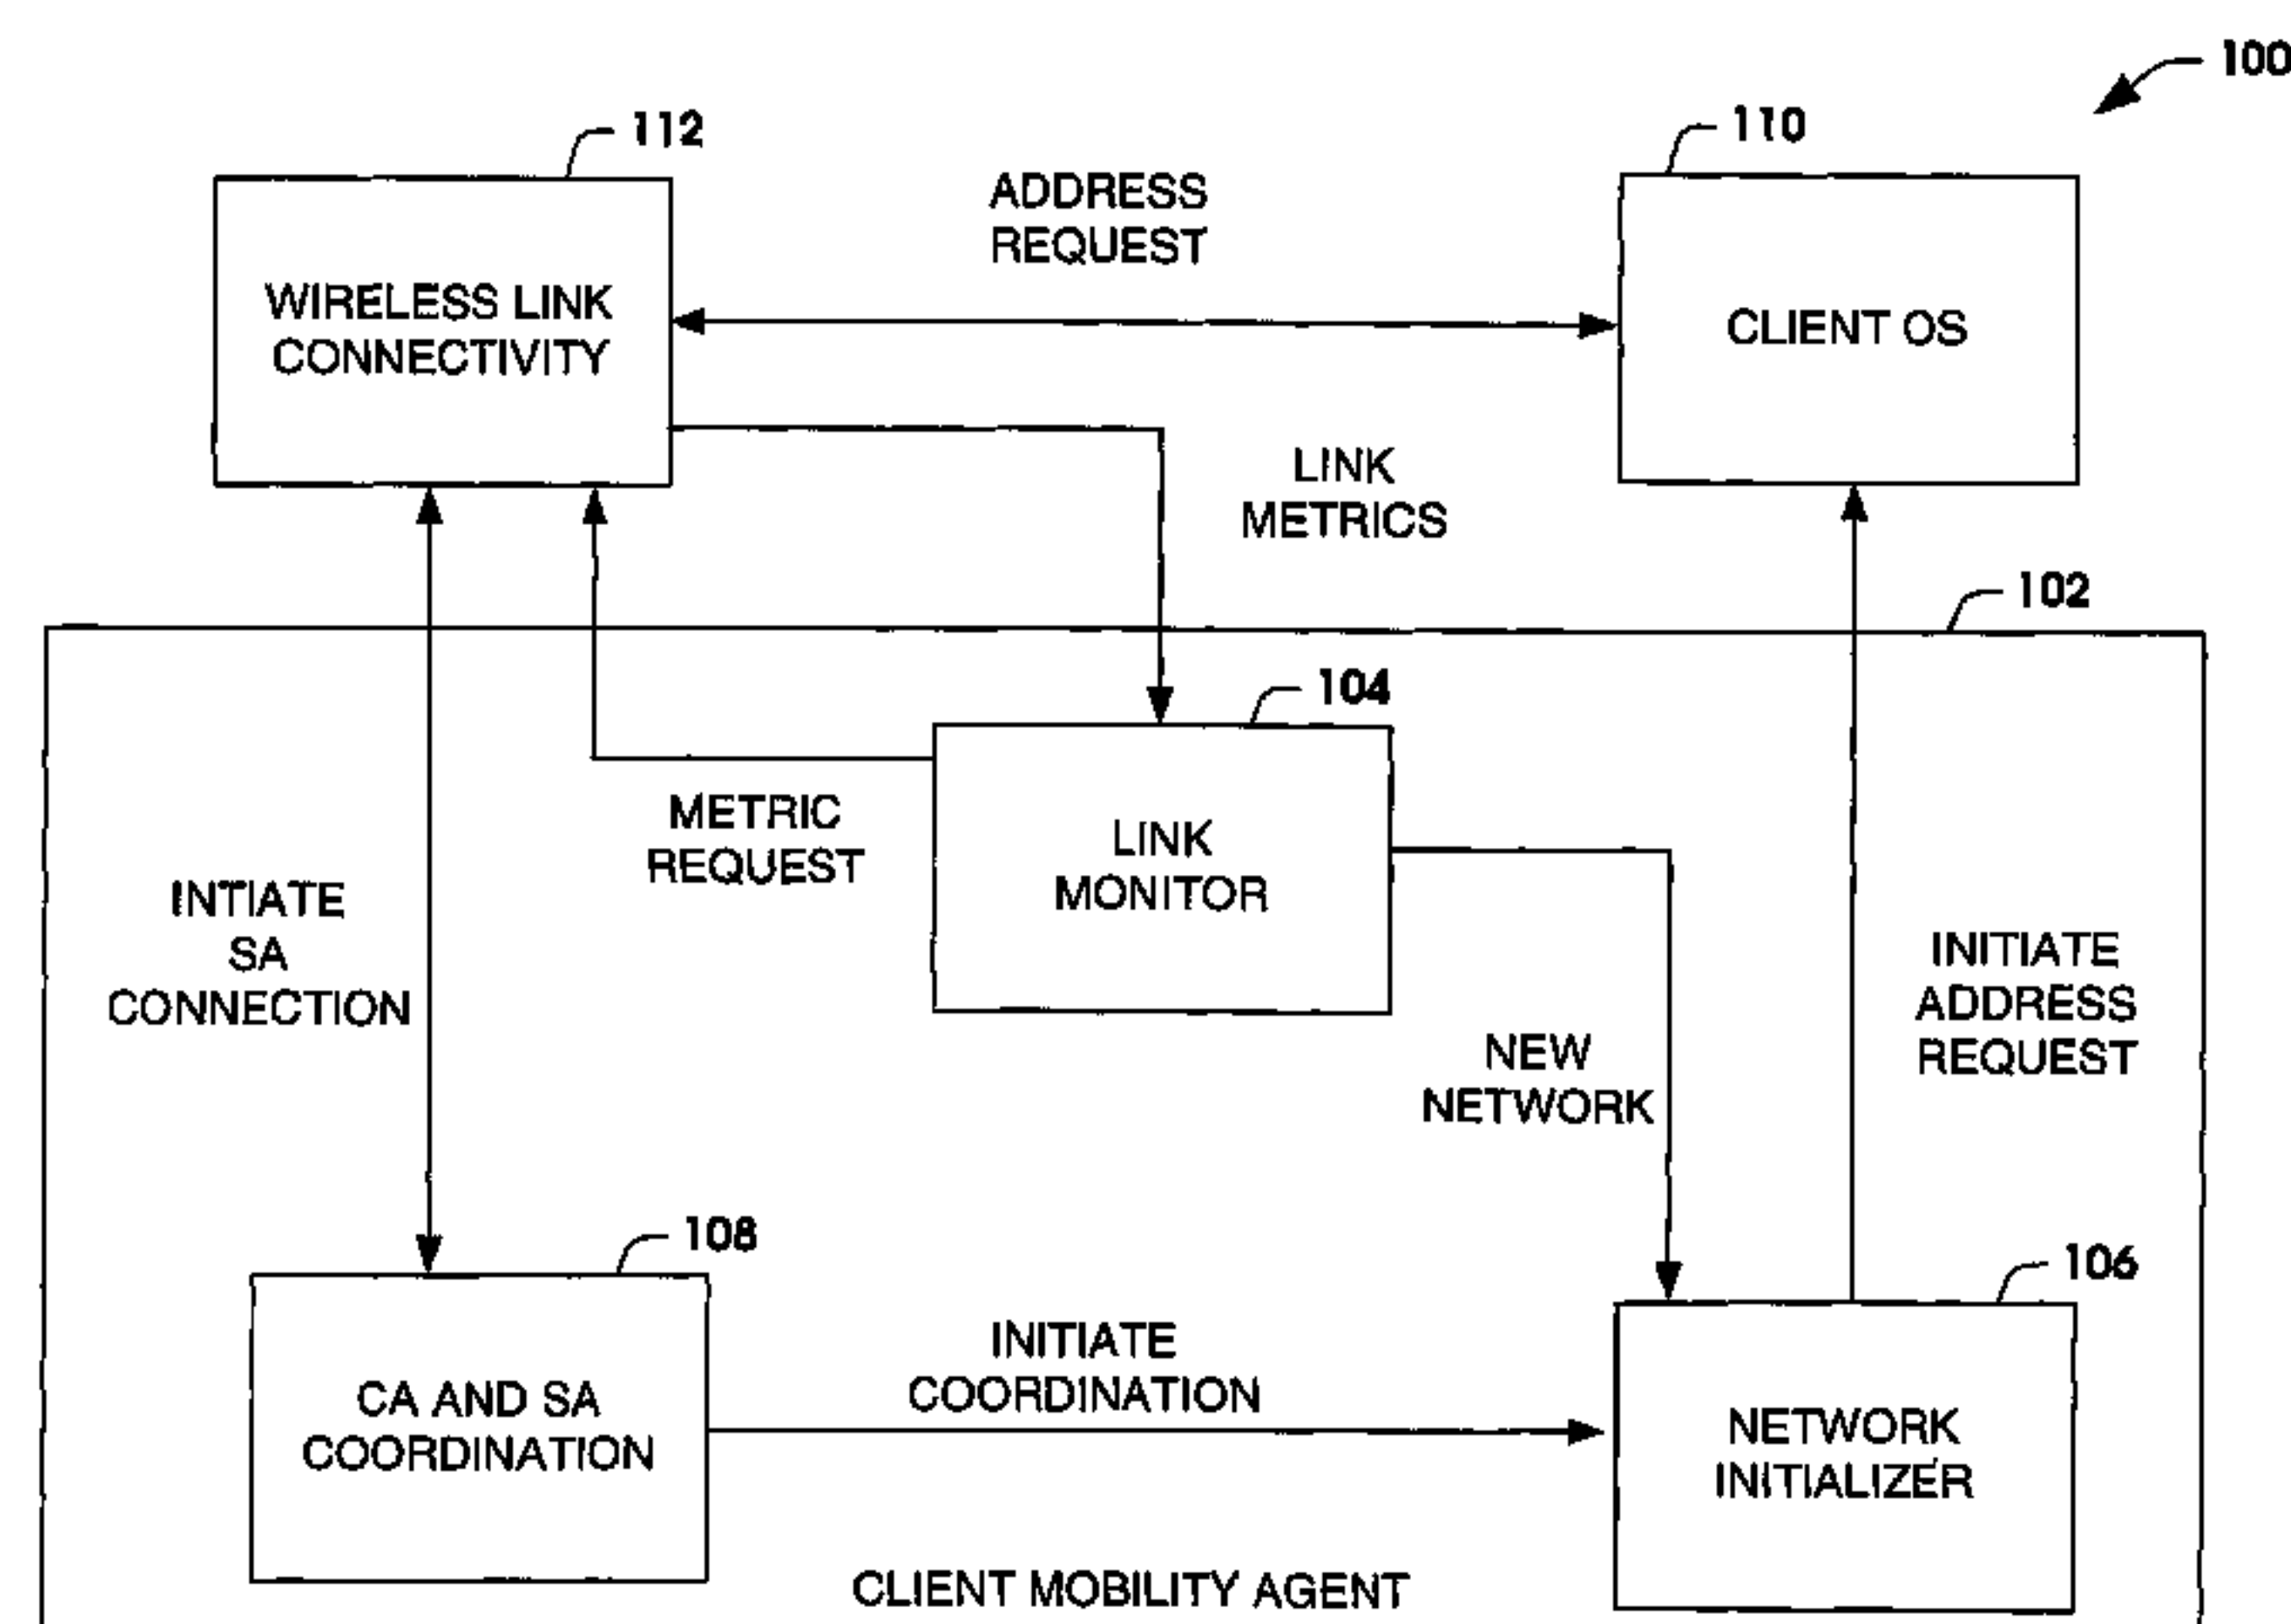 100
112
110
ADDRESS
REQUEST
WIRELESS LINK
CONNECTIVITY
CLIENT OS
LINK
METRICS
102
104
METRIC
REQUEST
LINK
MONITOR
INTIATE
SA
CONNECTION
INITIATE
ADDRESS
REQUEST
NEW
NETWORK
108
106
INITIATE
COORDINATION
CA AND SA
COORDINATION
NETWORK
INITIALIZER
CLIENT MOBILITY AGENT